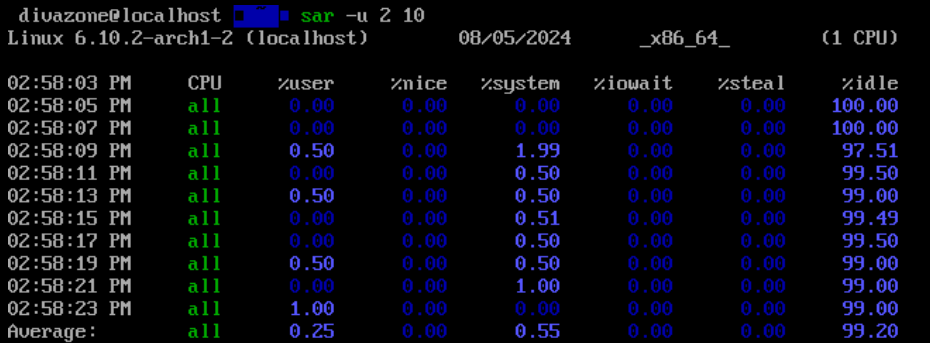 divazone@localhost ~ sar -u 2 10
Linux 6.10.2-arch1-2 (localhost) 08/05/2024 _x86_64_ (1 CPU)
02:58:03 PM CPU %user %nice %system %iowait %steal %idle
02:58:05 PM all 0.00 0.00 0.00 0.00 0.00 100.00
02:58:07 PM all 0.00 0.00 0.00 0.00 0.00 100.00
02:58:09 PM all 0.50 0.00 1.99 0.00 0.00 97.51
02:58:11 PM all 0.00 0.00 0.50 0.00 0.00 99.50
02:58:13 PM all 0.50 0.00 0.50 0.00 0.00 99.00
02:58:15 PM all 0.00 0.00 0.51 0.00 0.00 99.49
02:58:17 PM all 0.00 0.00 0.50 0.00 0.00 99.50
02:58:19 PM all 0.50 0.00 0.50 0.00 0.00 99.00
02:58:21 PM all 0.00 0.00 1.00 0.00 0.00 99.00
02:58:23 PM all 1.00 0.00 0.00 0.00 0.00 99.00
Average: all 0.25 0.00 0.55 0.00 0.00 99.20